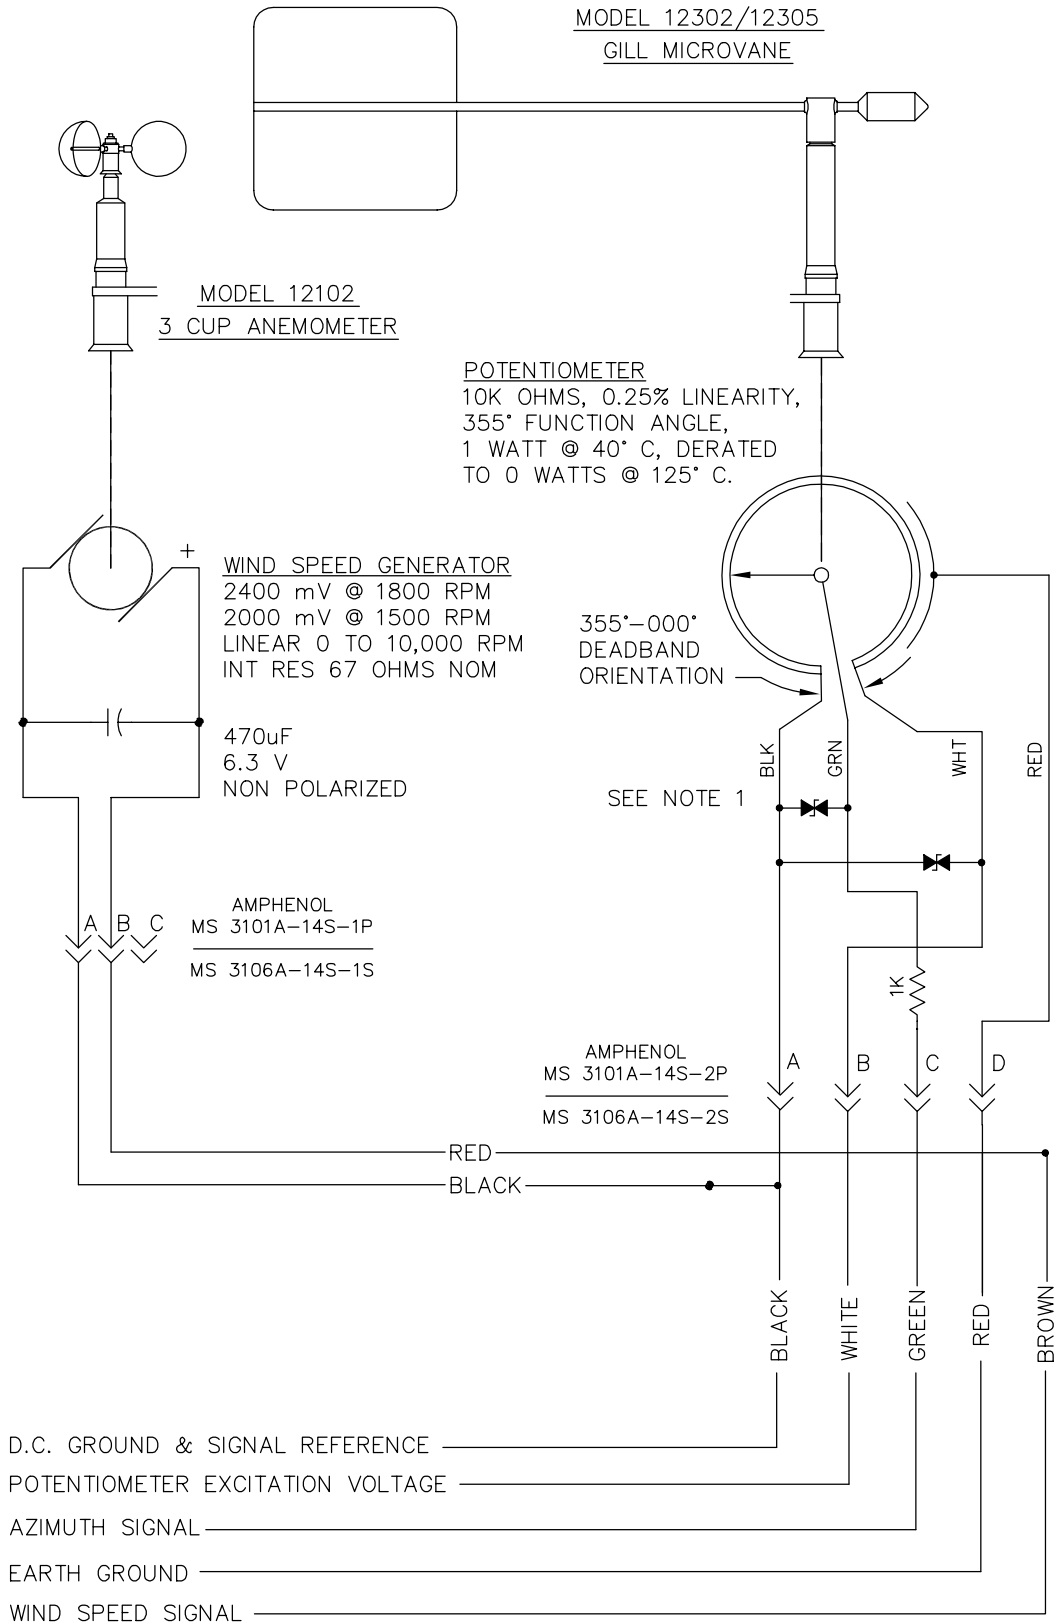 MODEL 12302/12305
GILL MICROVANE
MODEL 12102
3 CUP ANEMOMETER
POTENTIOMETER
10K OHMS, 0.25% LINEARITY,
355° FUNCTION ANGLE,
1 WATT @ 40° C, DERATED
TO 0 WATTS @ 125° C.
+
WIND SPEED GENERATOR
2400 mV @ 1800 RPM
2000 mV @ 1500 RPM
LINEAR 0 TO 10,000 RPM
INT RES 67 OHMS NOM
355°-000°
DEADBAND
ORIENTATION
470uF
6.3 V
NON POLARIZED
BLK
GRN
WHT
RED
SEE NOTE 1
A B C
AMPHENOL
MS 3101A-14S-1P
MS 3106A-14S-1S
1K
AMPHENOL
MS 3101A-14S-2P
MS 3106A-14S-2S
A B C D
RED
BLACK
BLACK
WHITE
GREEN
RED
BROWN
D.C. GROUND & SIGNAL REFERENCE
POTENTIOMETER EXCITATION VOLTAGE
AZIMUTH SIGNAL
EARTH GROUND
WIND SPEED SIGNAL